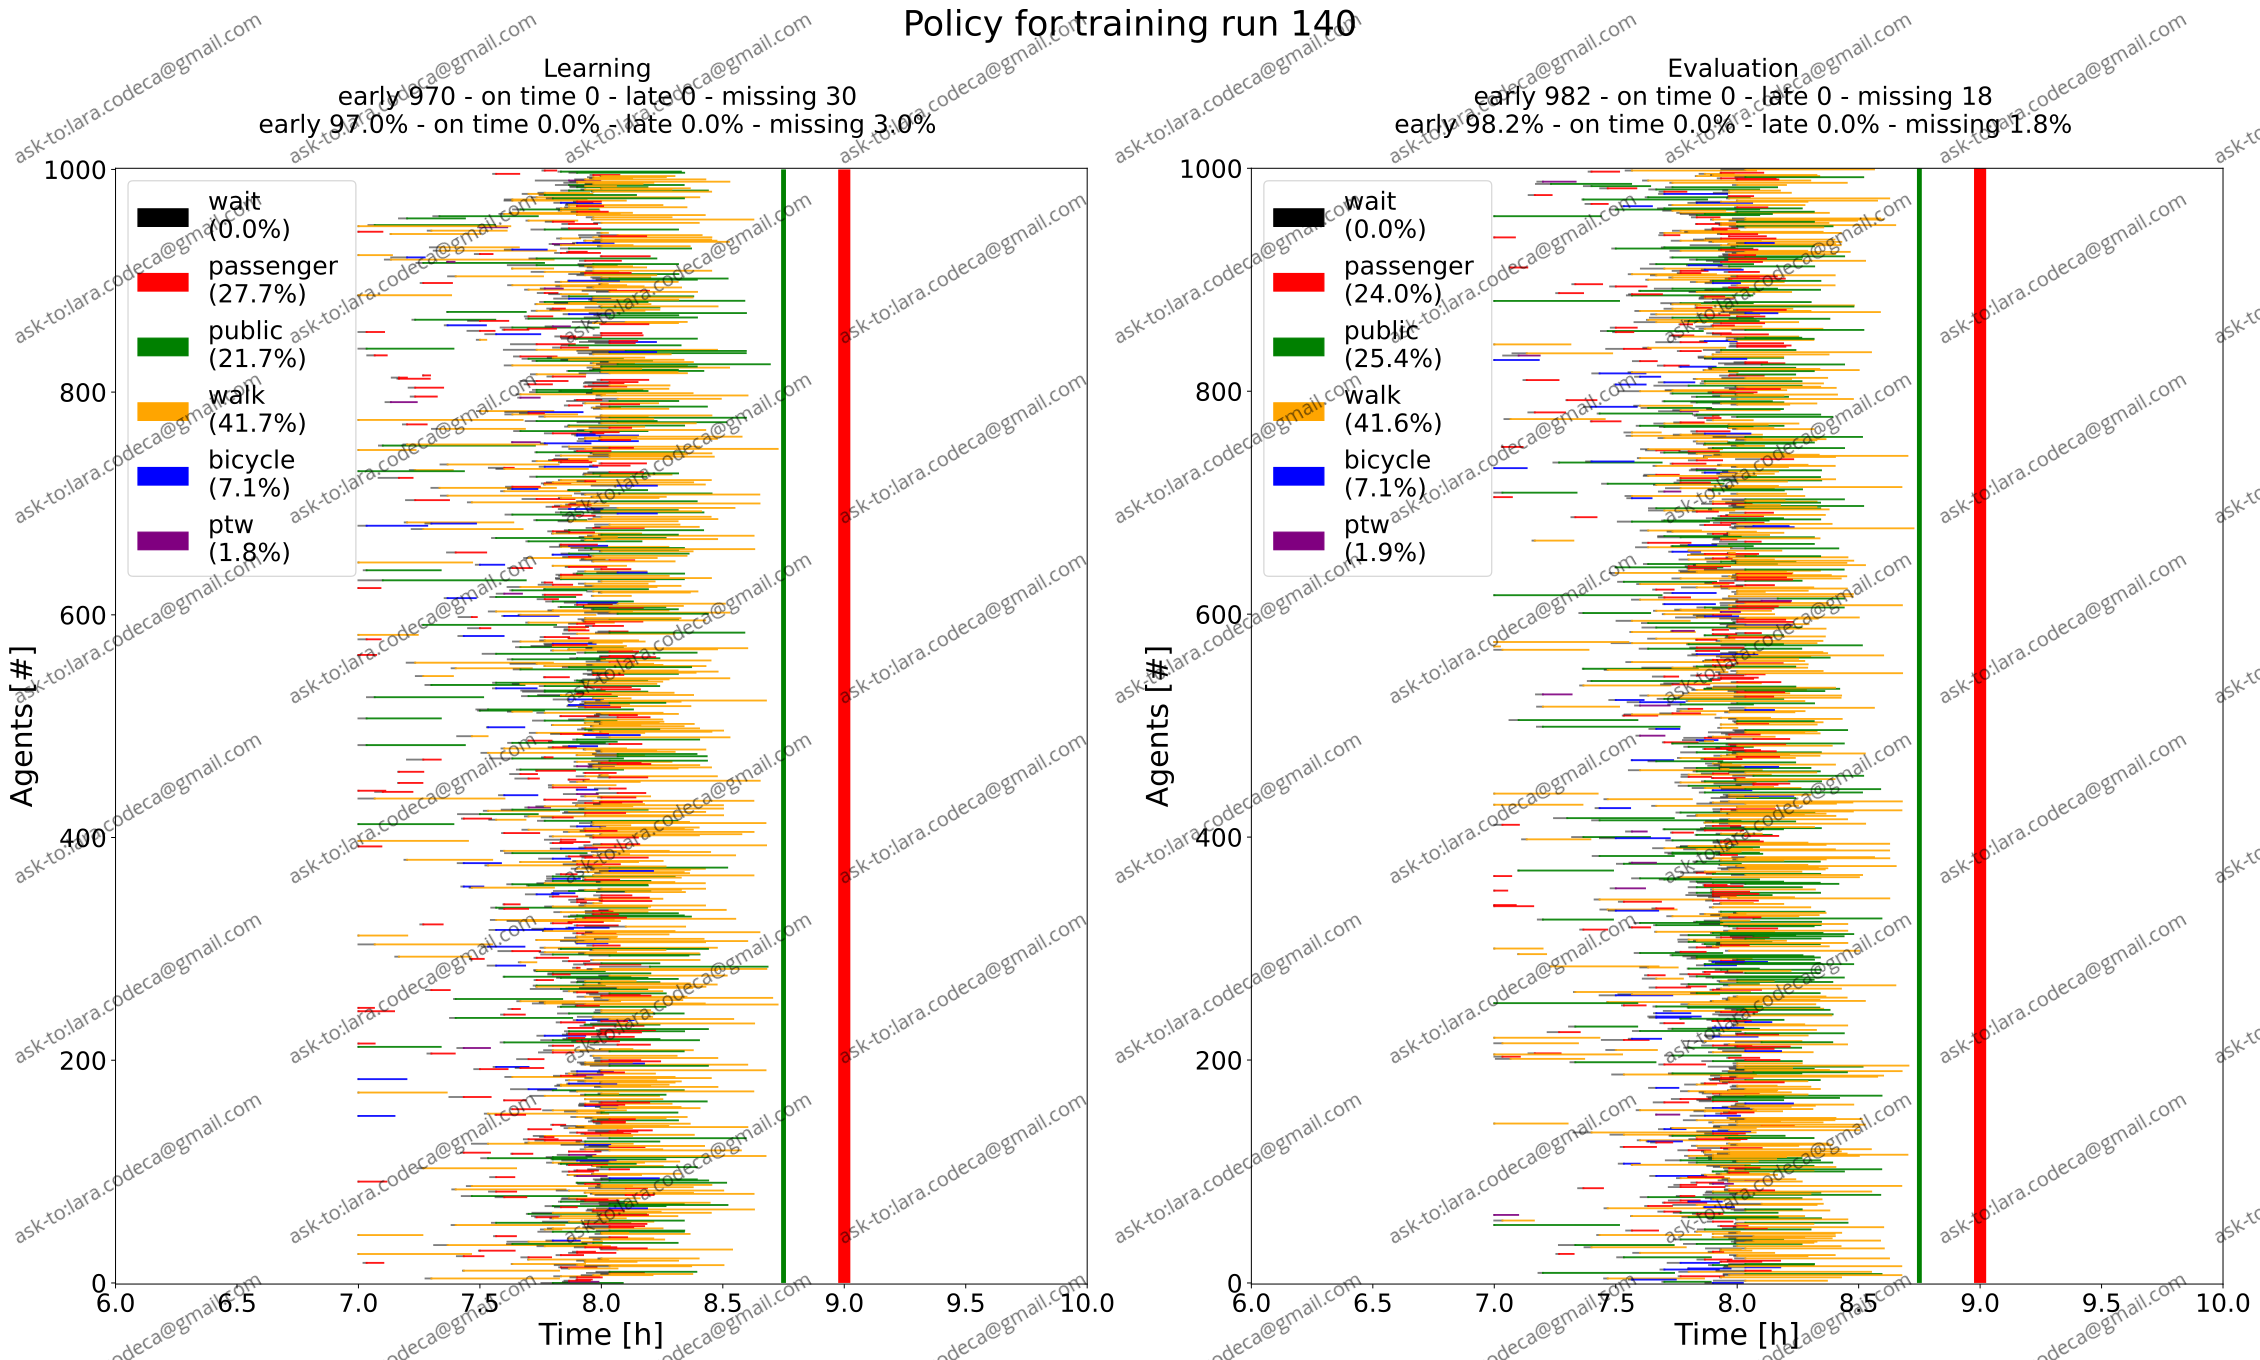 Policy for training run 140
Learning
early 970 - on time 0 - late 0 - missing 30
early 97.0% - on time 0.0% - late 0.0% - missing 3.0%
1000
800
600
400
200
0
Agents [#]
wait
(0.0%)
passenger
(27.7%)
public
(21.7%)
walk
(41.7%)
bicycle
(7.1%)
ptw
(1.8%)
6.0 6.5 7.0 7.5 8.0 8.5 9.0 9.5 10.0
Time [h]
Evaluation
early 982 - on time 0 - late 0 - missing 18
early 98.2% - on time 0.0% - late 0.0% - missing 1.8%
1000
800
600
400
200
0
Agents [#]
wait
(0.0%)
passenger
(24.0%)
public
(25.4%)
walk
(41.6%)
bicycle
(7.1%)
ptw
(1.9%)
6.0 6.5 7.0 7.5 8.0 8.5 9.0 9.5 10.0
Time [h]
ask-to:lara.codeca@gmail.com